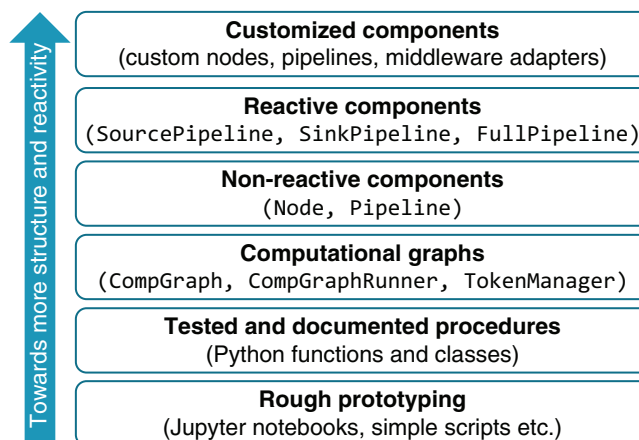 Towards more structure and reactivity
Customized components
(custom nodes, pipelines, middleware adapters)
Reactive components
(SourcePipeline, SinkPipeline, FullPipeline)
Non-reactive components
(Node, Pipeline)
Computational graphs
(CompGraph, CompGraphRunner, TokenManager)
Tested and documented procedures
(Python functions and classes)
Rough prototyping
(Jupyter notebooks, simple scripts etc.)